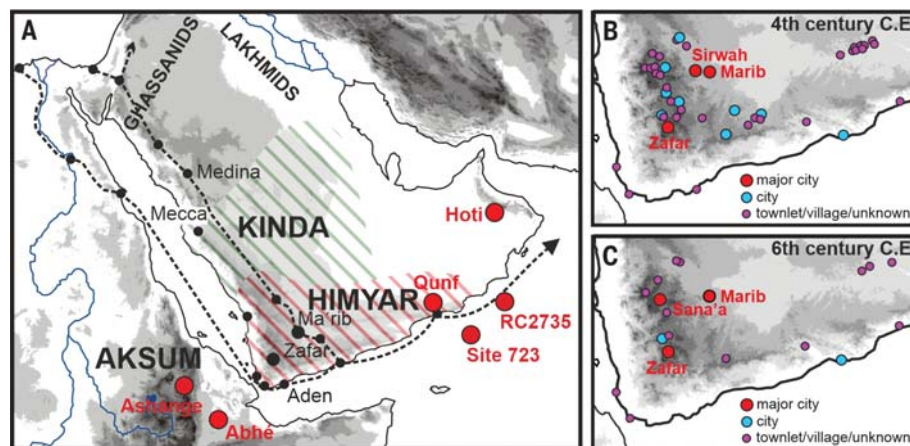 A
GHASSANIDS
LAKHMIDS
Medina
Mecca
KINDA
Hoti
HIMYAR
Qunf
RC2735
Ma'rib
Site 723
Zafar
AKSUM
Aden
Ashange
Abhe
B
4th century C.E
Sirwah
Marib
Zafar
major city
city
townlet/village/unknown
C
6th century C.E
Marib
Sana'a
Zafar
major city
city
townlet/village/unknown